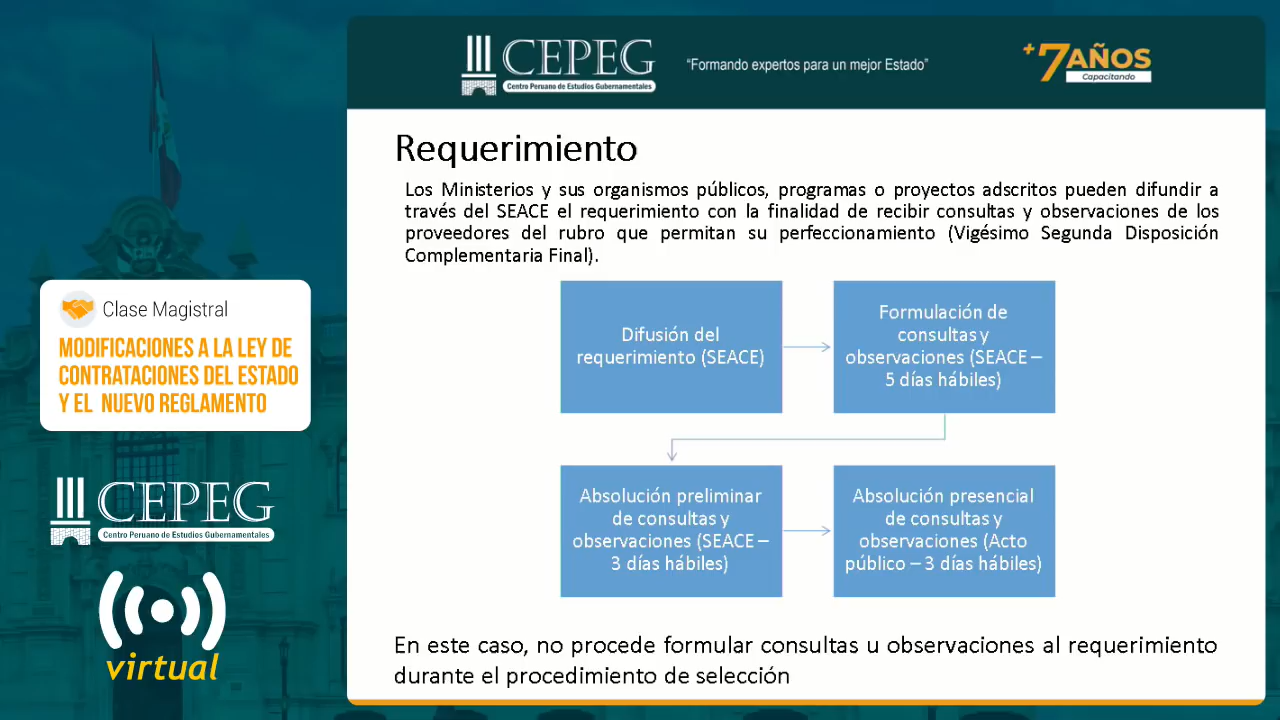 CEPEG
Centro Peruano de Estudios Gubernamentales
“Formando expertos para un mejor Estado”
+7AÑOS
Capacitando
Clase Magistral
MODIFICACIONES A LA LEY DE
CONTRATACIONES DEL ESTADO
Y EL NUEVO REGLAMENTO
CEPEG
Centro Peruano de Estudios Gubernamentales
virtual
Requerimiento
Los Ministerios y sus organismos públicos, programas o proyectos adscritos pueden difundir a
través del SEACE el requerimiento con la finalidad de recibir consultas y observaciones de los
proveedores del rubro que permitan su perfeccionamiento (Vigésimo Segunda Disposición
Complementaria Final).
Difusión del
requerimiento (SEACE)
Formulación de
consultas y
observaciones (SEACE –
5 días hábiles)
Absolución preliminar
de consultas y
observaciones (SEACE –
3 días hábiles)
Absolución presencial
de consultas y
observaciones (Acto
público – 3 días hábiles)
En este caso, no procede formular consultas u observaciones al requerimiento
durante el procedimiento de selección